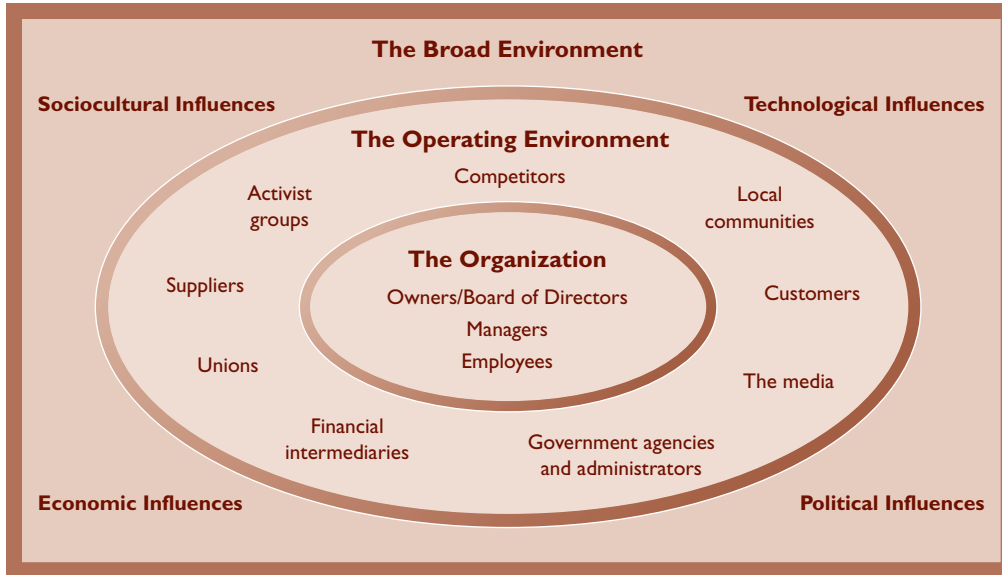 The Broad Environment
Sociocultural Influences
Technological Influences
The Operating Environment
Competitors
Activist
groups
Local
communities
The Organization
Owners/Board of Directors
Managers
Employees
Suppliers
Customers
Unions
The media
Financial
intermediaries
Government agencies
and administrators
Economic Influences
Political Influences